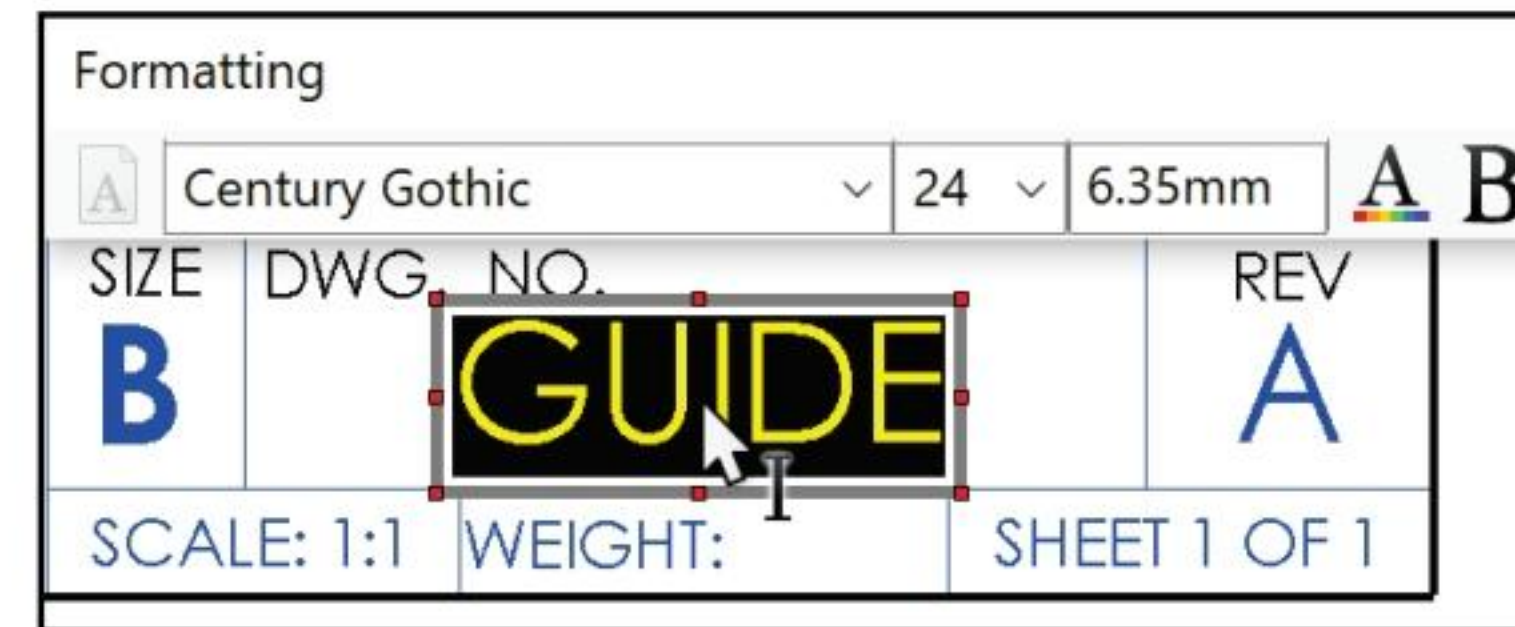 Formatting
A Century Gothic 24 6.35mm A B
SIZE DWG. NO. REV
B GUIDE A
SCALE: 1:1 WEIGHT: SHEET 1 OF 1